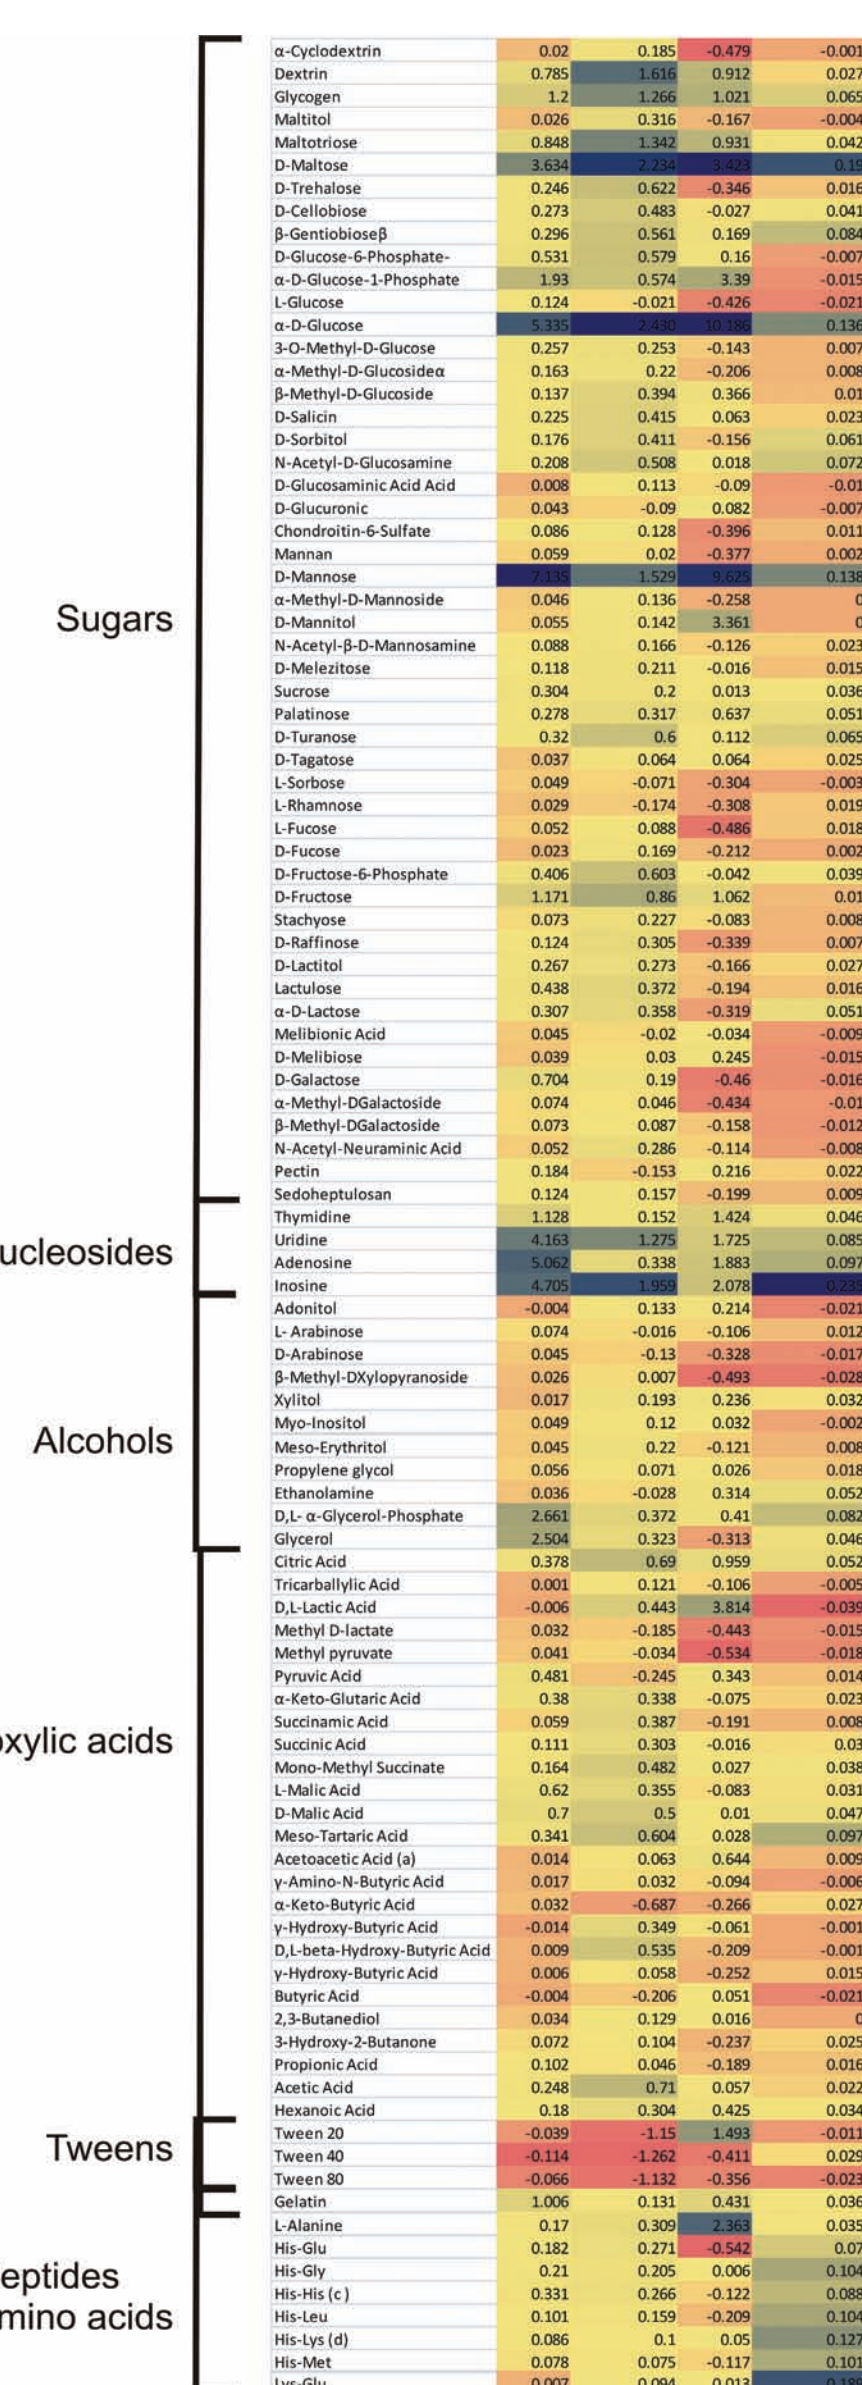 α-Cyclodextrin 0.02 0.185 -0.479 -0.001
Dextrin 0.785 1.616 0.912 0.027
Glycogen 1.2 1.266 1.021 0.065
Maltitol 0.026 0.316 -0.167 -0.004
Maltotriose 0.848 1.342 0.931 0.042
D-Maltose 3.634 2.234 3.423 0.19
D-Trehalose 0.246 0.622 -0.346 0.016
D-Cellobiose 0.273 0.483 -0.027 0.041
β-Gentiobioseβ 0.296 0.561 0.169 0.084
D-Glucose-6-Phosphate- 0.531 0.579 0.16 -0.007
α-D-Glucose-1-Phosphate 1.93 0.574 3.39 -0.015
L-Glucose 0.124 -0.021 -0.426 -0.021
α-D-Glucose 5.335 2.430 10.186 0.136
3-O-Methyl-D-Glucose 0.257 0.253 -0.143 0.007
α-Methyl-D-Glucosideα 0.163 0.22 -0.206 0.008
β-Methyl-D-Glucoside 0.137 0.394 0.366 0.01
D-Salicin 0.225 0.415 0.063 0.023
D-Sorbitol 0.176 0.411 -0.156 0.061
N-Acetyl-D-Glucosamine 0.208 0.508 0.018 0.072
D-Glucosaminic Acid Acid 0.008 0.113 -0.09 -0.01
D-Glucuronic 0.043 -0.09 0.082 -0.007
Chondroitin-6-Sulfate 0.086 0.128 -0.396 0.011
Mannan 0.059 0.02 -0.377 0.002
D-Mannose 7.135 1.529 9.625 0.138
α-Methyl-D-Mannoside 0.046 0.136 -0.258 0
Sugars
D-Mannitol 0.055 0.142 3.361 0
N-Acetyl-β-D-Mannosamine 0.088 0.166 -0.126 0.023
D-Melezitose 0.118 0.211 -0.016 0.015
Sucrose 0.304 0.2 0.013 0.036
Palatinose 0.278 0.317 0.637 0.051
D-Turanose 0.32 0.6 0.112 0.065
D-Tagatose 0.037 0.064 0.064 0.025
L-Sorbose 0.049 -0.071 -0.304 -0.003
L-Rhamnose 0.029 -0.174 -0.308 0.019
L-Fucose 0.052 0.088 -0.486 0.018
D-Fucose 0.023 0.169 -0.212 0.002
D-Fructose-6-Phosphate 0.406 0.603 -0.042 0.039
D-Fructose 1.171 0.86 1.062 0.01
Stachyose 0.073 0.227 -0.083 0.008
D-Raffinose 0.124 0.305 -0.339 0.007
D-Lactitol 0.267 0.273 -0.166 0.027
Lactulose 0.438 0.372 -0.194 0.016
α-D-Lactose 0.307 0.358 -0.319 0.051
Melibionic Acid 0.045 -0.02 -0.034 -0.009
D-Melibiose 0.039 0.03 0.245 -0.015
D-Galactose 0.704 0.19 -0.46 -0.016
α-Methyl-DGalactoside 0.074 0.046 -0.434 -0.01
β-Methyl-DGalactoside 0.073 0.087 -0.158 -0.012
N-Acetyl-Neuraminic Acid 0.052 0.286 -0.114 -0.008
Pectin 0.184 -0.153 0.216 0.022
Sedoheptulosan 0.124 0.157 -0.199 0.009
Thymidine 1.128 0.152 1.424 0.046
Uridine 4.163 1.275 1.725 0.085
ucleosides
Adenosine 5.062 0.338 1.883 0.097
Inosine 4.705 1.959 2.078 0.235
Adonitol -0.004 0.133 0.214 -0.021
L- Arabinose 0.074 -0.016 -0.106 0.012
D-Arabinose 0.045 -0.13 -0.328 -0.017
β-Methyl-DXylopyranoside 0.026 0.007 -0.493 -0.028
Xylitol 0.017 0.193 0.236 0.032
Myo-Inositol 0.049 0.12 0.032 -0.002
Alcohols
Meso-Erythritol 0.045 0.22 -0.121 0.008
Propylene glycol 0.056 0.071 0.026 0.018
Ethanolamine 0.036 -0.028 0.314 0.052
D,L- α-Glycerol-Phosphate 2.661 0.372 0.41 0.082
Glycerol 2.504 0.323 -0.313 0.046
Citric Acid 0.378 0.69 0.959 0.052
Tricarballylic Acid 0.001 0.121 -0.106 -0.005
D,L-Lactic Acid -0.006 0.443 3.814 -0.039
Methyl D-lactate 0.032 -0.185 -0.443 -0.015
Methyl pyruvate 0.041 -0.034 -0.534 -0.018
Pyruvic Acid 0.481 -0.245 0.343 0.014
α-Keto-Glutaric Acid 0.38 0.338 -0.075 0.023
Succinamic Acid 0.059 0.387 -0.191 0.008
oxylic acids
Succinic Acid 0.111 0.303 -0.016 0.03
Mono-Methyl Succinate 0.164 0.482 0.027 0.038
L-Malic Acid 0.62 0.355 -0.083 0.031
D-Malic Acid 0.7 0.5 0.01 0.047
Meso-Tartaric Acid 0.341 0.604 0.028 0.097
Acetoacetic Acid (a) 0.014 0.063 0.644 0.009
γ-Amino-N-Butyric Acid 0.017 0.032 -0.094 -0.006
α-Keto-Butyric Acid 0.032 -0.687 -0.266 0.027
γ-Hydroxy-Butyric Acid -0.014 0.349 -0.061 -0.001
D,L-beta-Hydroxy-Butyric Acid 0.009 0.535 -0.209 -0.001
γ-Hydroxy-Butyric Acid 0.006 0.058 -0.252 0.015
Butyric Acid -0.004 -0.206 0.051 -0.021
2,3-Butanediol 0.034 0.129 0.016 0
3-Hydroxy-2-Butanone 0.072 0.104 -0.237 0.025
Propionic Acid 0.102 0.046 -0.189 0.016
Acetic Acid 0.248 0.71 0.057 0.022
Hexanoic Acid 0.18 0.304 0.425 0.034
Tween 20 -0.039 -1.15 1.493 -0.011
Tweens
Tween 40 -0.114 -1.262 -0.411 0.029
Tween 80 -0.066 -1.132 -0.356 -0.023
Gelatin 1.006 0.131 0.431 0.036
L-Alanine 0.17 0.309 2.363 0.035
His-Glu 0.182 0.271 -0.542 0.07
His-Gly 0.21 0.205 0.006 0.104
eptides
His-His (c ) 0.331 0.266 -0.122 0.088
mino acids
His-Leu 0.101 0.159 -0.209 0.104
His-Lys (d) 0.086 0.1 0.05 0.127
His-Met 0.078 0.075 -0.117 0.101
Lys-Glu 0.007 0.094 0.013